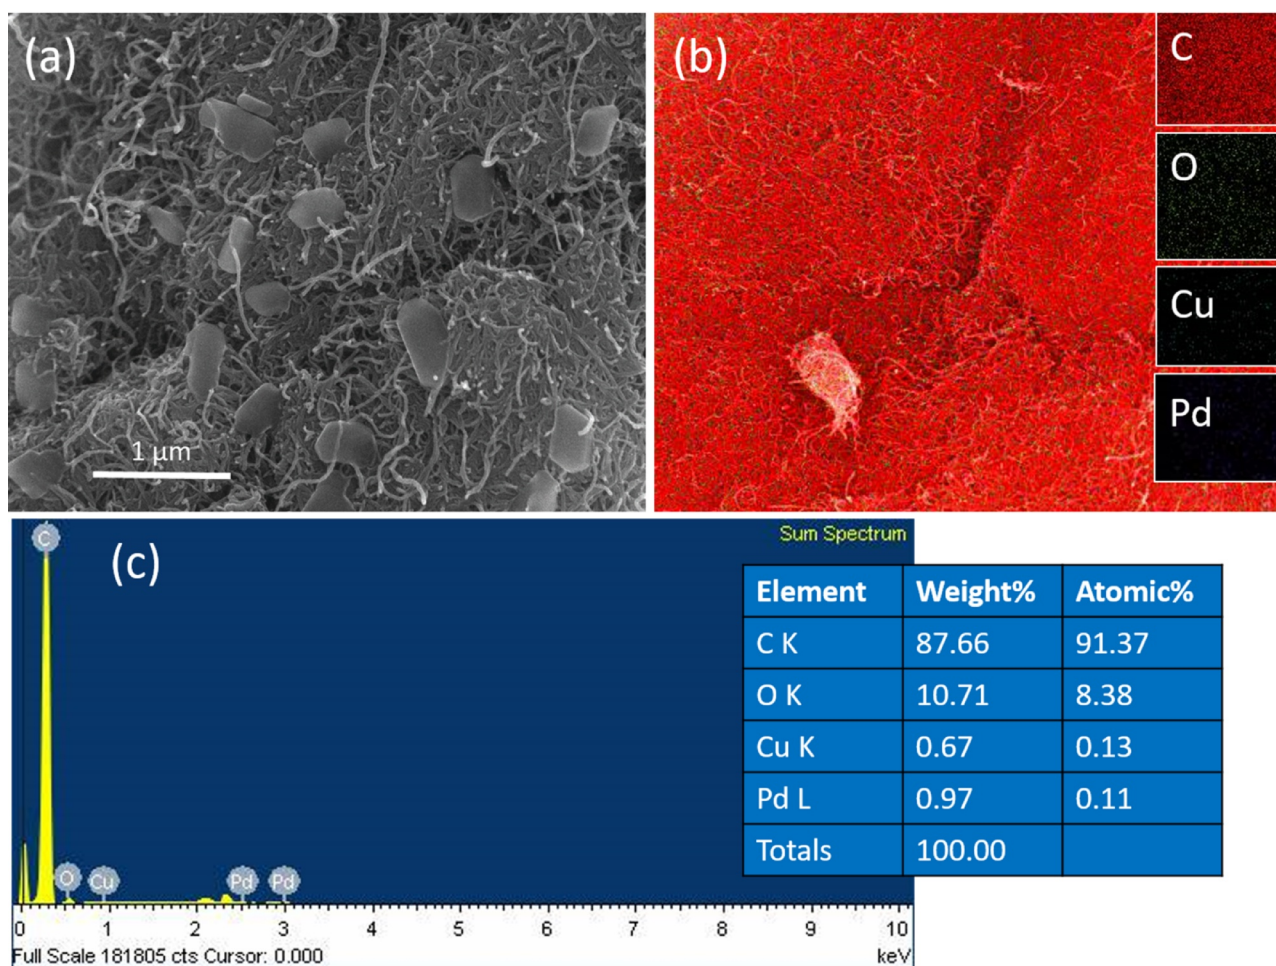 (a)
1 µm
(b)
C
O
Cu
Pd
(c)
Sum Spectrum
C
O
Cu
Pd
Pd
0 1 2 3 4 5 6 7 8 9 10
Full Scale 181805 cts Cursor: 0.000
keV
Element Weight% Atomic%
C K 87.66 91.37
O K 10.71 8.38
Cu K 0.67 0.13
Pd L 0.97 0.11
Totals 100.00